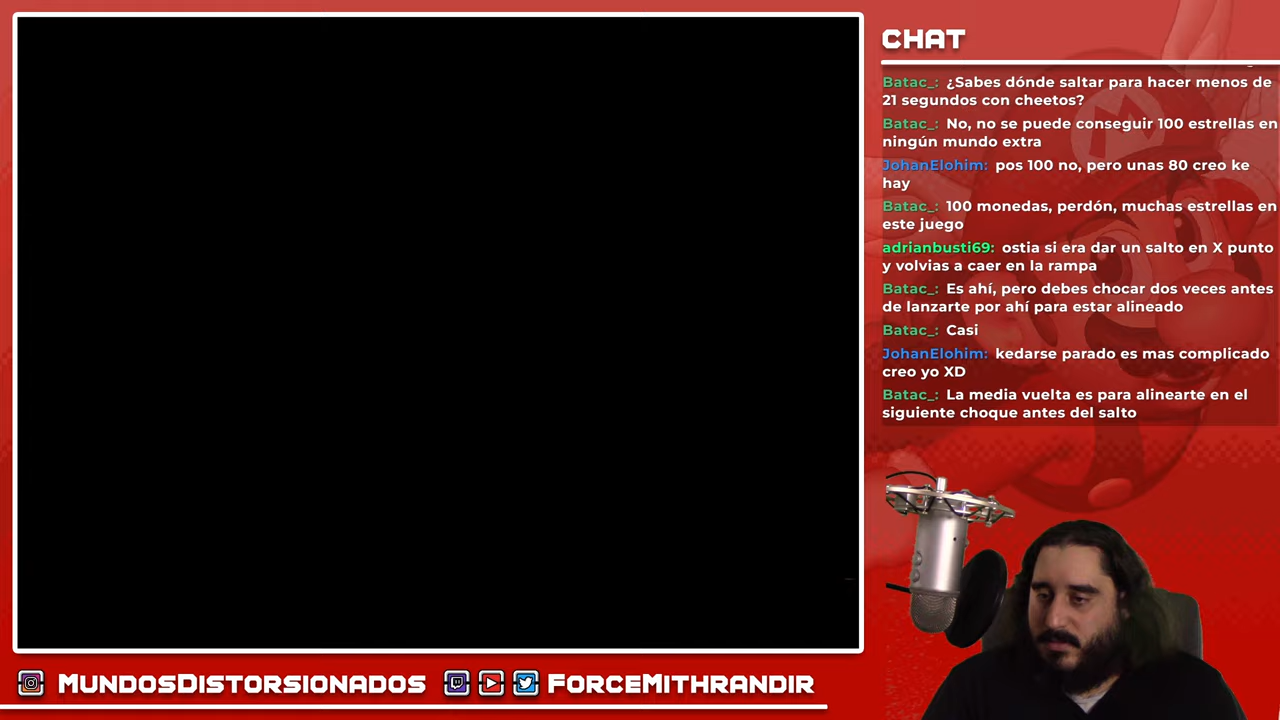 CHAT
Batac_: ¿Sabes dónde saltar para hacer menos de
21 segundos con cheetos?
Batac_: No, no se puede conseguir 100 estrellas en
ningún mundo extra
JohanElohim: pos 100 no, pero unas 80 creo ke
hay
Batac_: 100 monedas, perdón, muchas estrellas en
este juego
adrianbusti69: ostia si era dar un salto en X punto
y volvias a caer en la rampa
Batac_: Es ahí, pero debes chocar dos veces antes
de lanzarte por ahí para estar alineado
Batac_: Casi
JohanElohim: kedarse parado es mas complicado
creo yo XD
Batac_: La media vuelta es para alinearte en el
siguiente choque antes del salto
MUNDOSDISTORSIONADOS FORCEMITHRANDIR